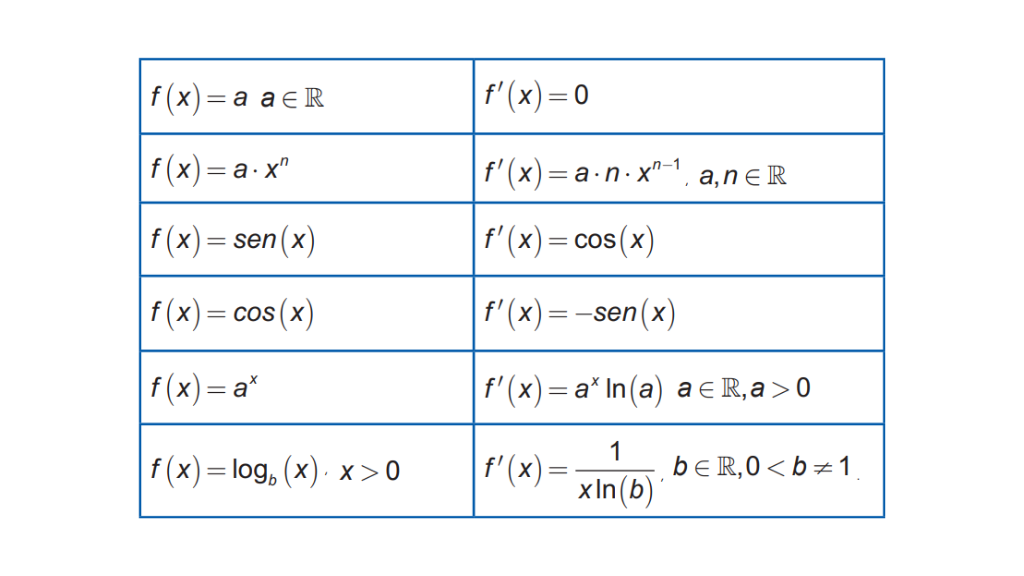 f(x) = a a ∈ ℝ
f′(x) = 0
f(x) = a · xⁿ
f′(x) = a · n · xⁿ⁻¹, a,n ∈ ℝ
f(x) = sen(x)
f′(x) = cos(x)
f(x) = cos(x)
f′(x) = −sen(x)
f(x) = aˣ
f′(x) = aˣ ln(a) a ∈ ℝ, a > 0
f(x) = log_b(x), x > 0
f′(x) = 1/(x ln(b)), b ∈ ℝ, 0 < b ≠ 1.